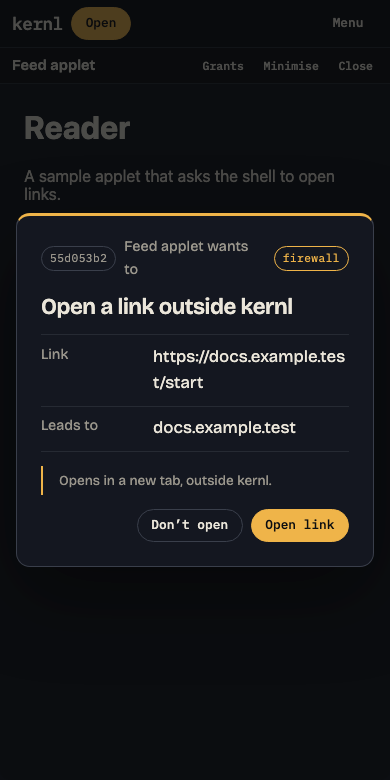 kernl Open Menu
Feed applet Grants Minimise Close
Reader
A sample applet that asks the shell to open
links.
55d053b2 Feed applet wants to firewall
Open a link outside kernl
Link https://docs.example.tes
t/start
Leads to docs.example.test
Opens in a new tab, outside kernl.
Don’t open Open link